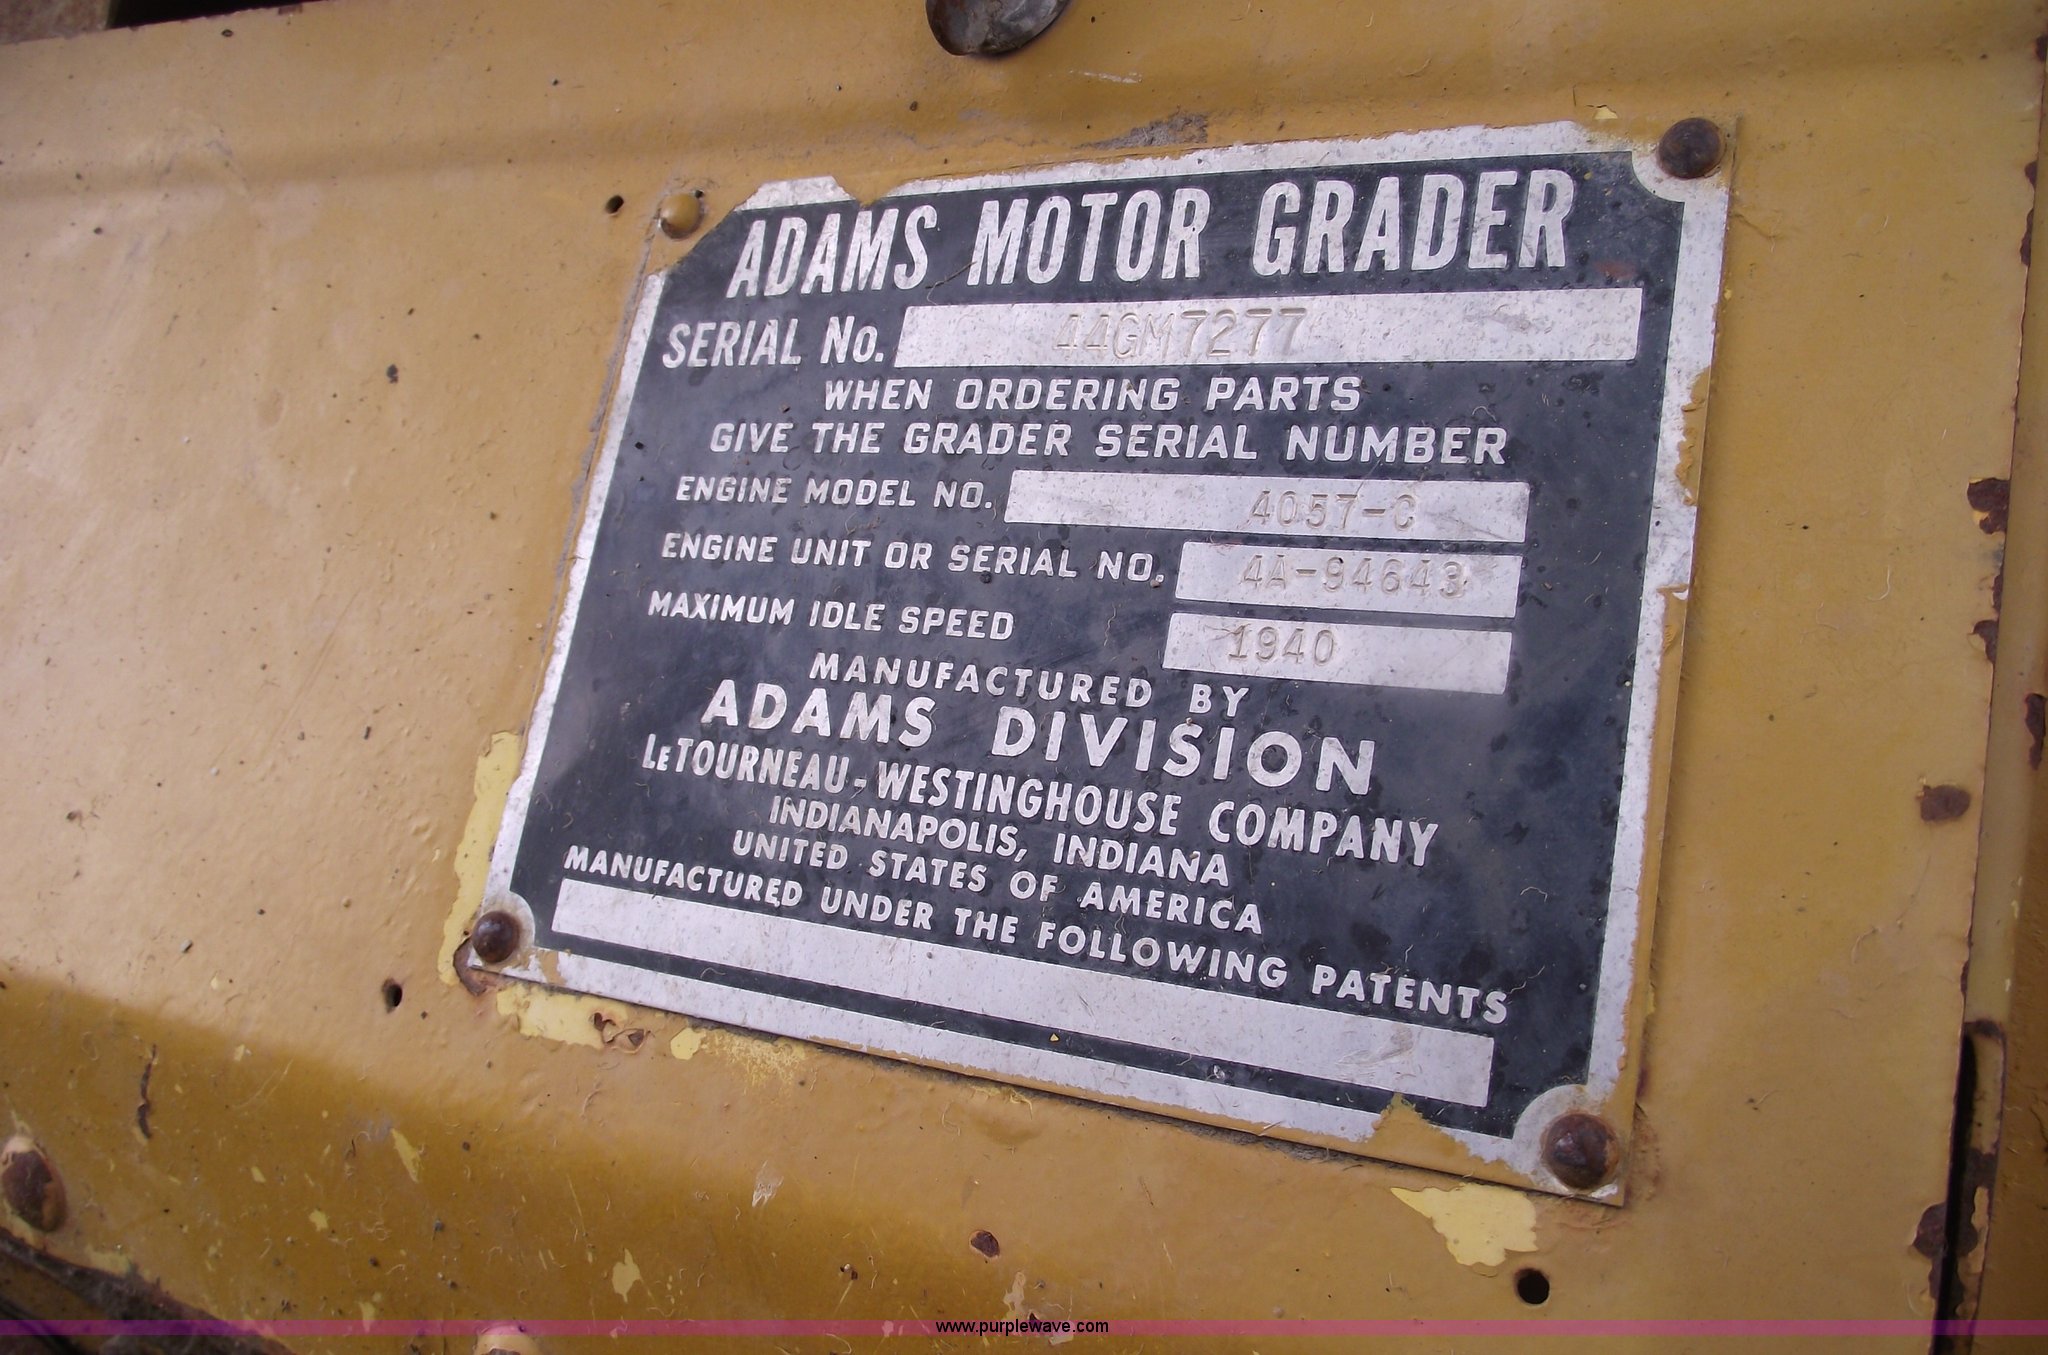 ADAMS MOTOR GRADER
SERIAL No. 44GM7277
WHEN ORDERING PARTS
GIVE THE GRADER SERIAL NUMBER
ENGINE MODEL NO. 4057-C
ENGINE UNIT OR SERIAL NO. 4A-94643
MAXIMUM IDLE SPEED 1940
MANUFACTURED BY
ADAMS DIVISION
LeTOURNEAU-WESTINGHOUSE COMPANY
INDIANAPOLIS, INDIANA
UNITED STATES OF AMERICA
MANUFACTURED UNDER THE FOLLOWING PATENTS
www.purplewave.com